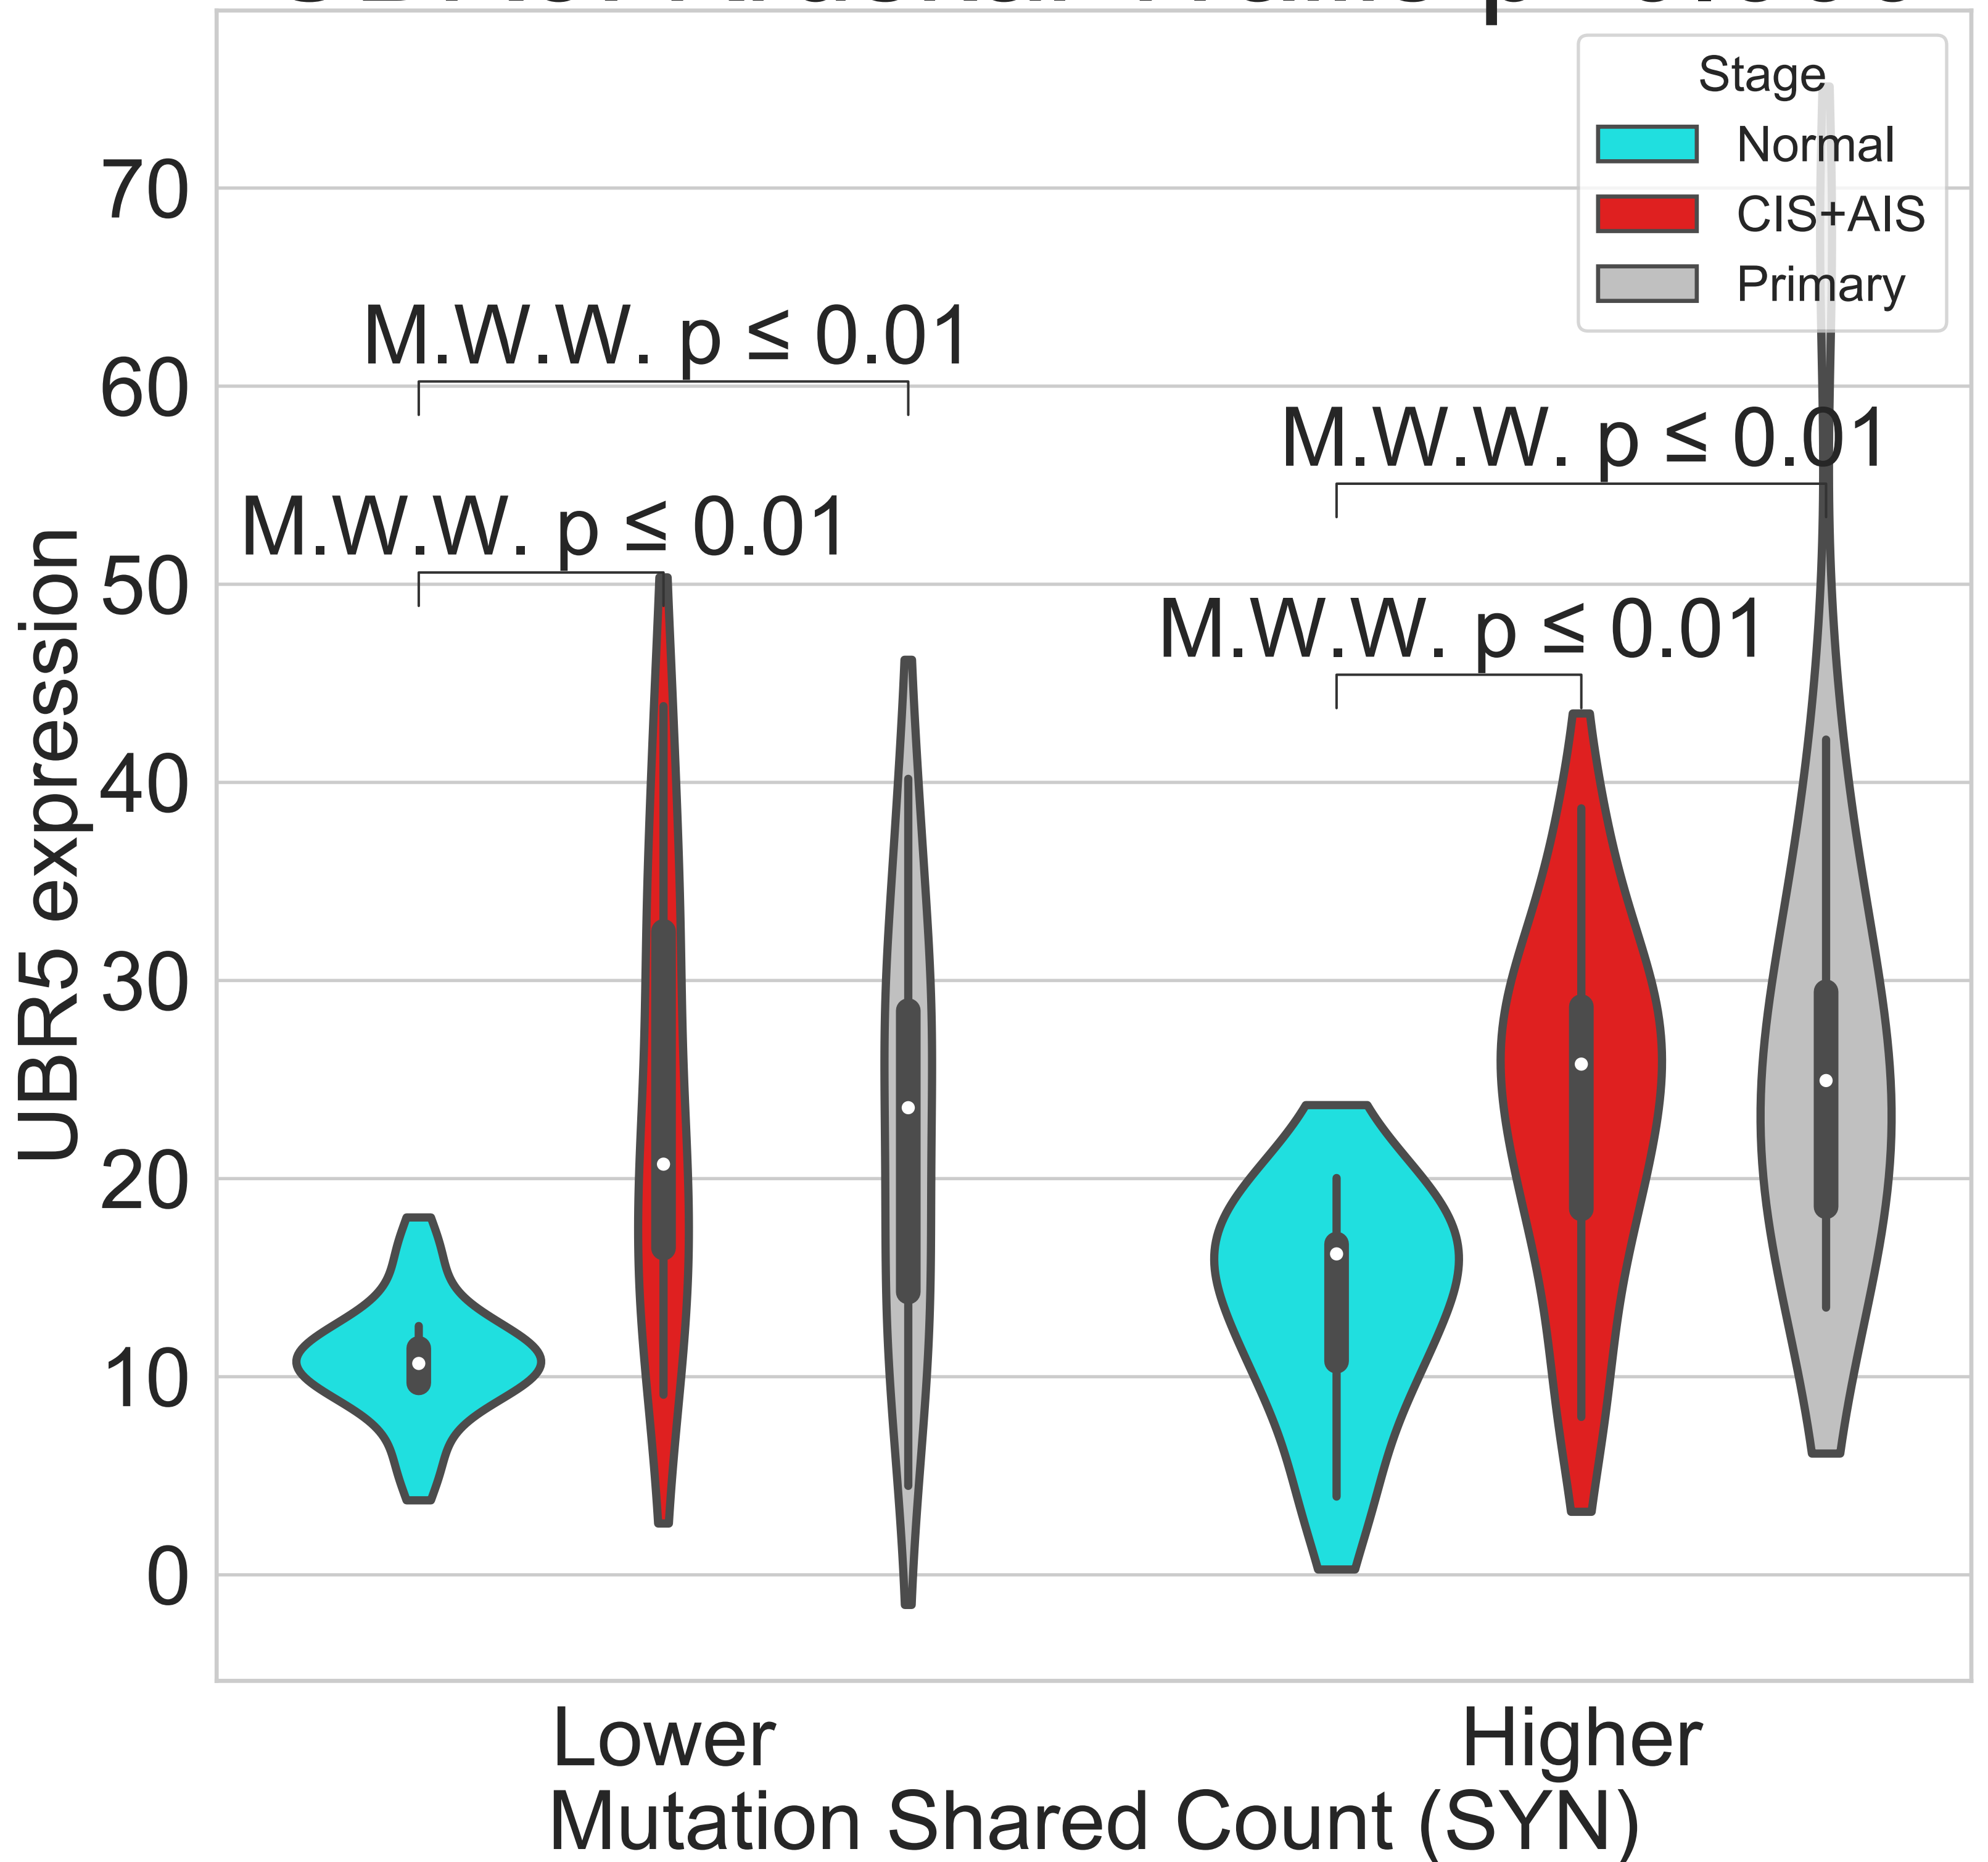 Stage
Normal
CIS+AIS
Primary
70
60
50
40
30
20
10
0
UBR5 expression
M.W.W. p ≤ 0.01
M.W.W. p ≤ 0.01
M.W.W. p ≤ 0.01
M.W.W. p ≤ 0.01
Lower
Higher
Mutation Shared Count (SYN)